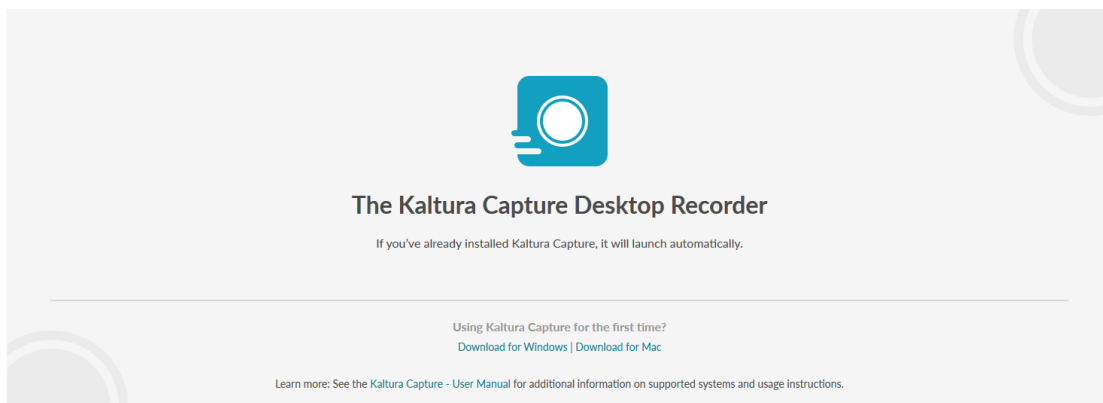 The Kaltura Capture Desktop Recorder
If you've already installed Kaltura Capture, it will launch automatically.
Using Kaltura Capture for the first time?
Download for Windows | Download for Mac
Learn more: See the Kaltura Capture - User Manual for additional information on supported systems and usage instructions.